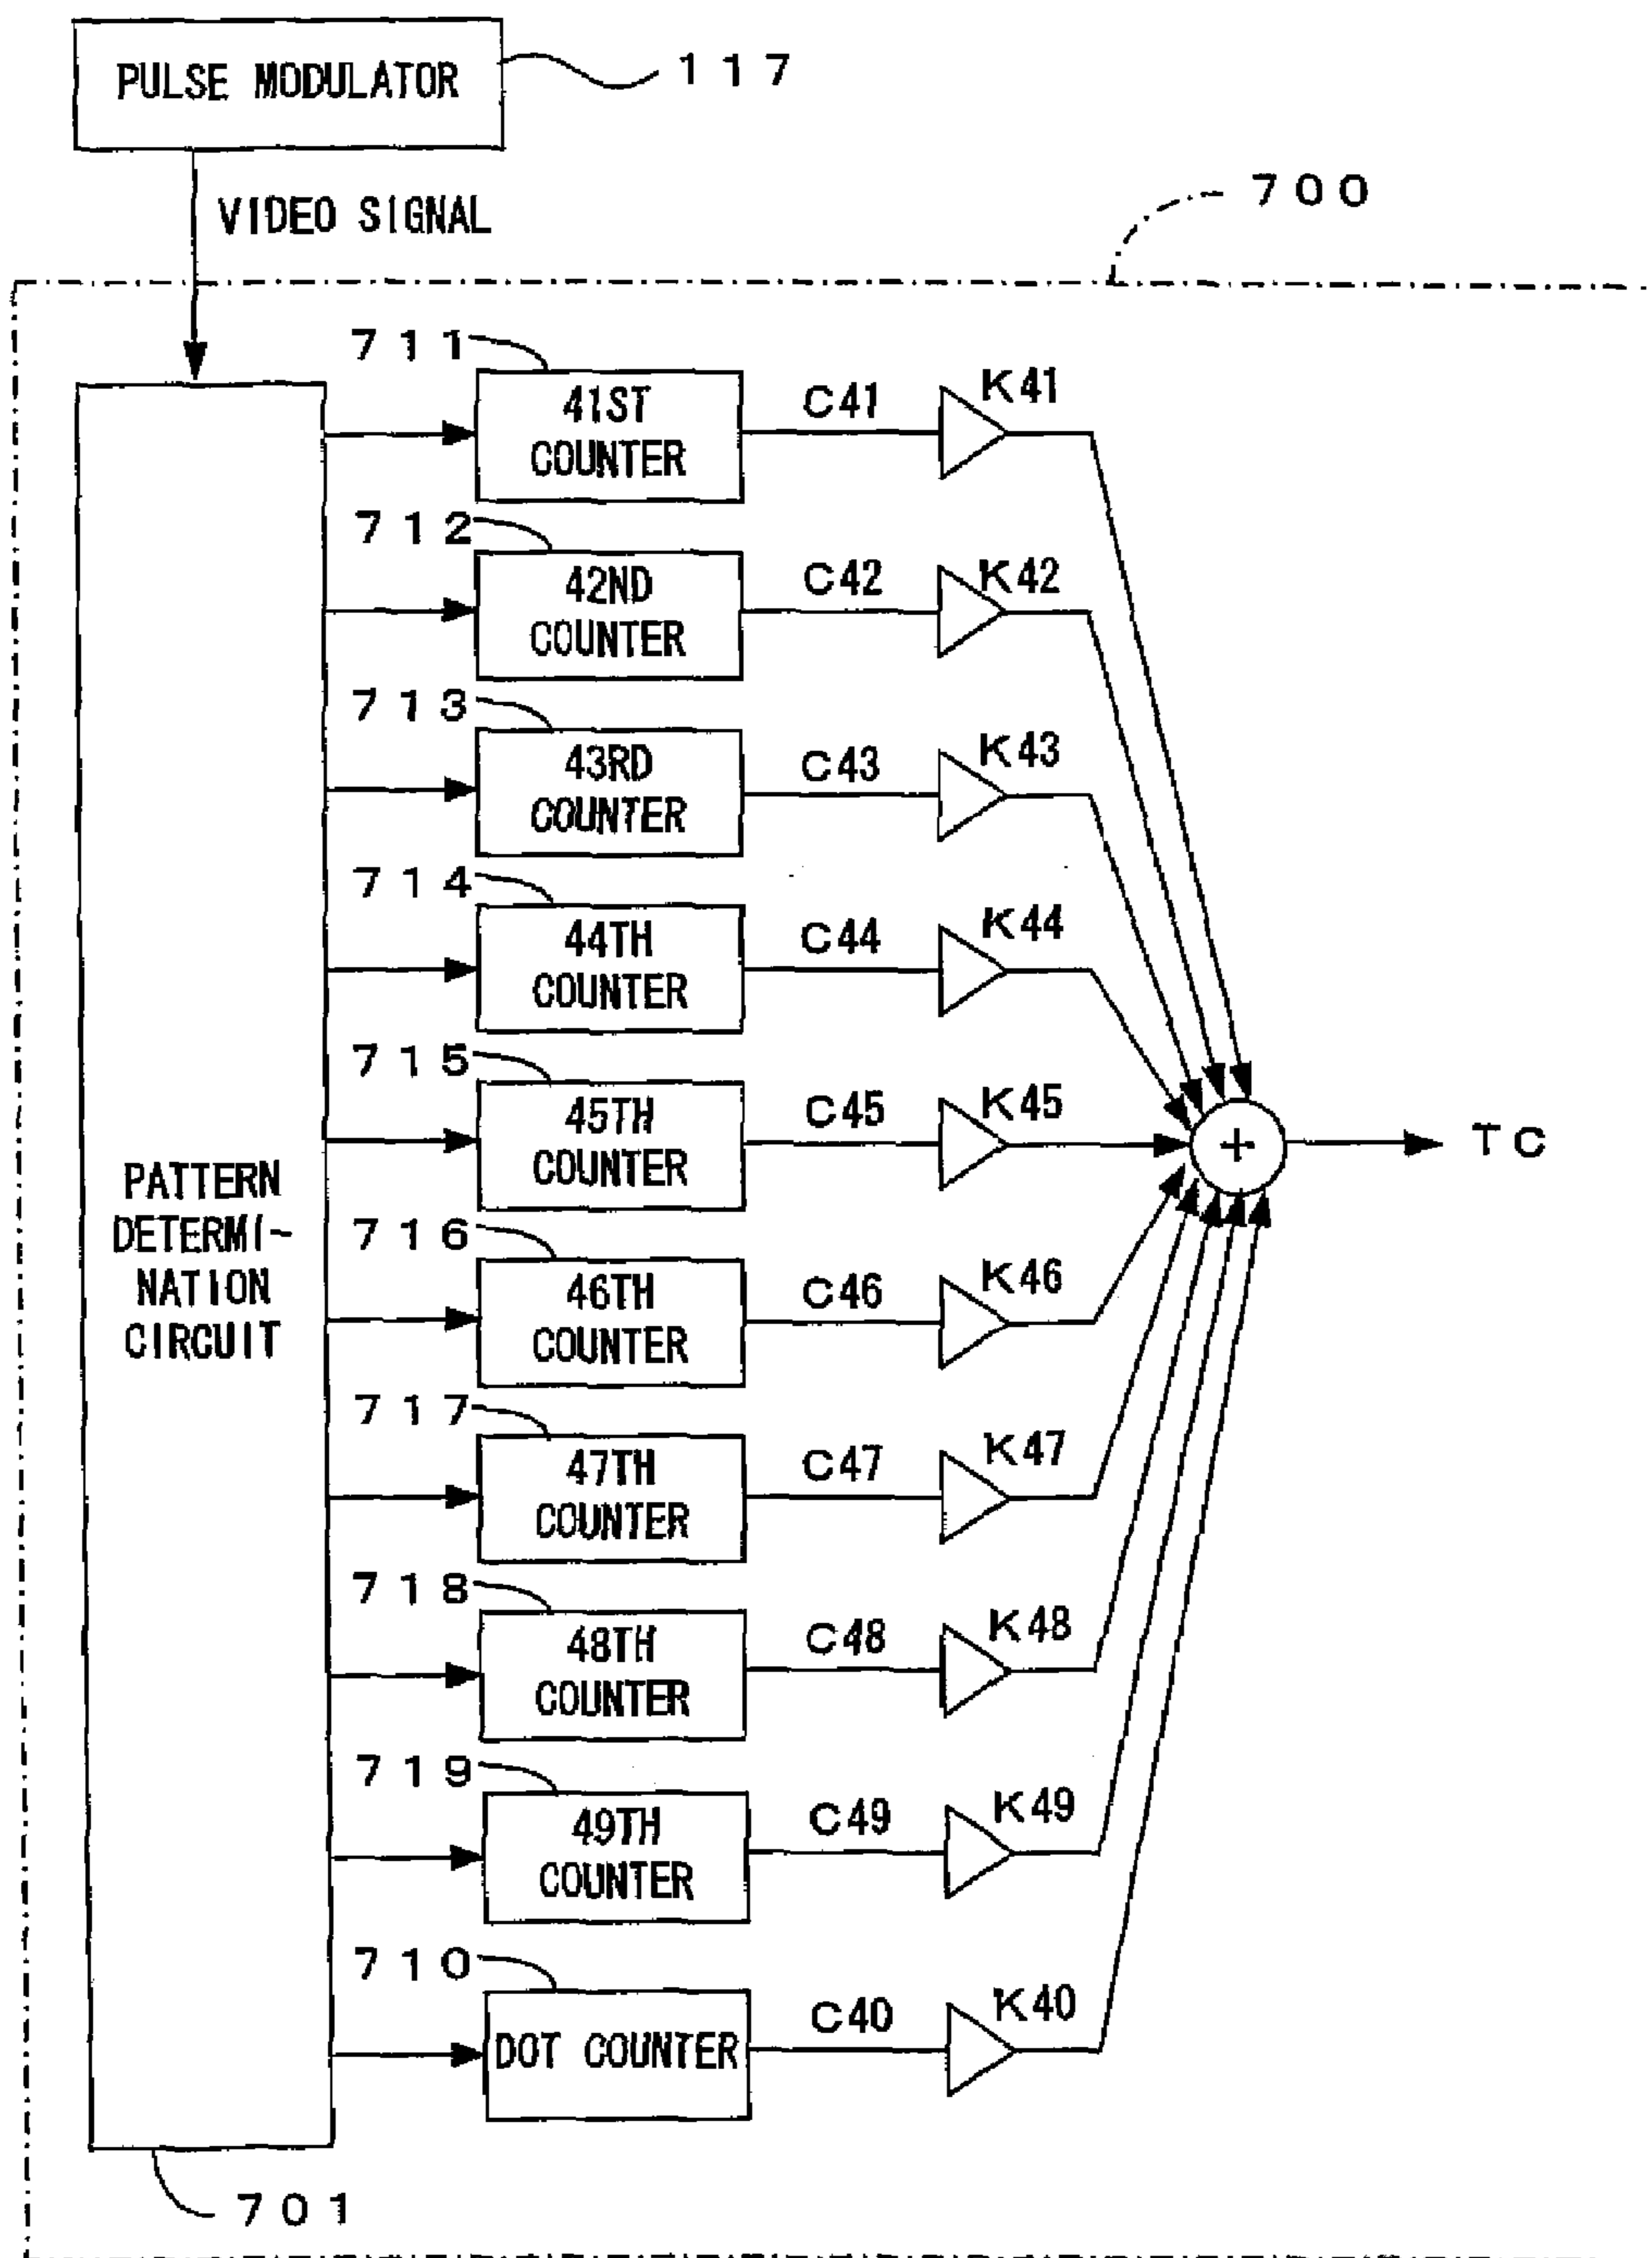 PULSE MODULATOR
117
VIDEO SIGNAL
700
711
41ST
COUNTER
C41
K41
712
42ND
COUNTER
C42
K42
713
43RD
COUNTER
C43
K43
714
44TH
COUNTER
C44
K44
715
45TH
COUNTER
C45
K45
+
TC
PATTERN
DETERMI-
NATION
CIRCUIT
716
46TH
COUNTER
C46
K46
717
47TH
COUNTER
C47
K47
718
48TH
COUNTER
C48
K48
719
49TH
COUNTER
C49
K49
710
DOT COUNTER
C40
K40
701